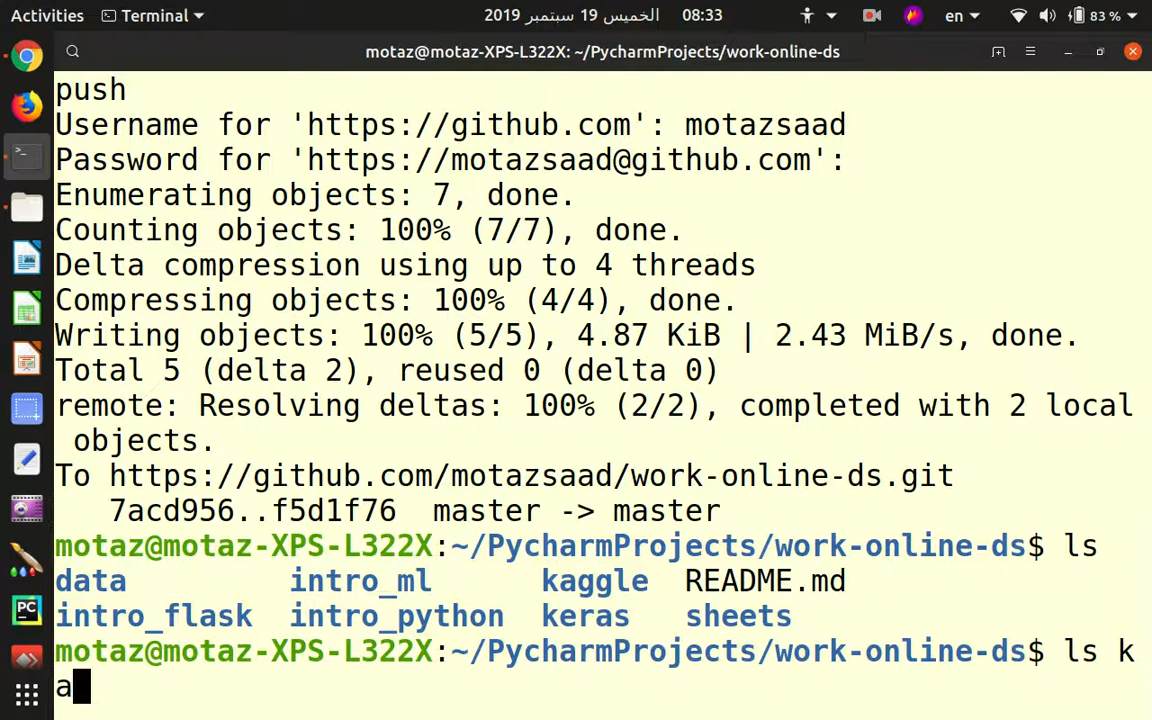 Activities Terminal الخميس 19 سبتمبر 2019 08:33 en 83 %
motaz@motaz-XPS-L322X: ~/PycharmProjects/work-online-ds
push
Username for 'https://github.com': motazsaad
Password for 'https://motazsaad@github.com':
Enumerating objects: 7, done.
Counting objects: 100% (7/7), done.
Delta compression using up to 4 threads
Compressing objects: 100% (4/4), done.
Writing objects: 100% (5/5), 4.87 KiB | 2.43 MiB/s, done.
Total 5 (delta 2), reused 0 (delta 0)
remote: Resolving deltas: 100% (2/2), completed with 2 local
objects.
To https://github.com/motazsaad/work-online-ds.git
7acd956..f5d1f76 master -> master
motaz@motaz-XPS-L322X:~/PycharmProjects/work-online-ds$ ls
data intro_ml kaggle README.md
intro_flask intro_python keras sheets
motaz@motaz-XPS-L322X:~/PycharmProjects/work-online-ds$ ls k
a
PC